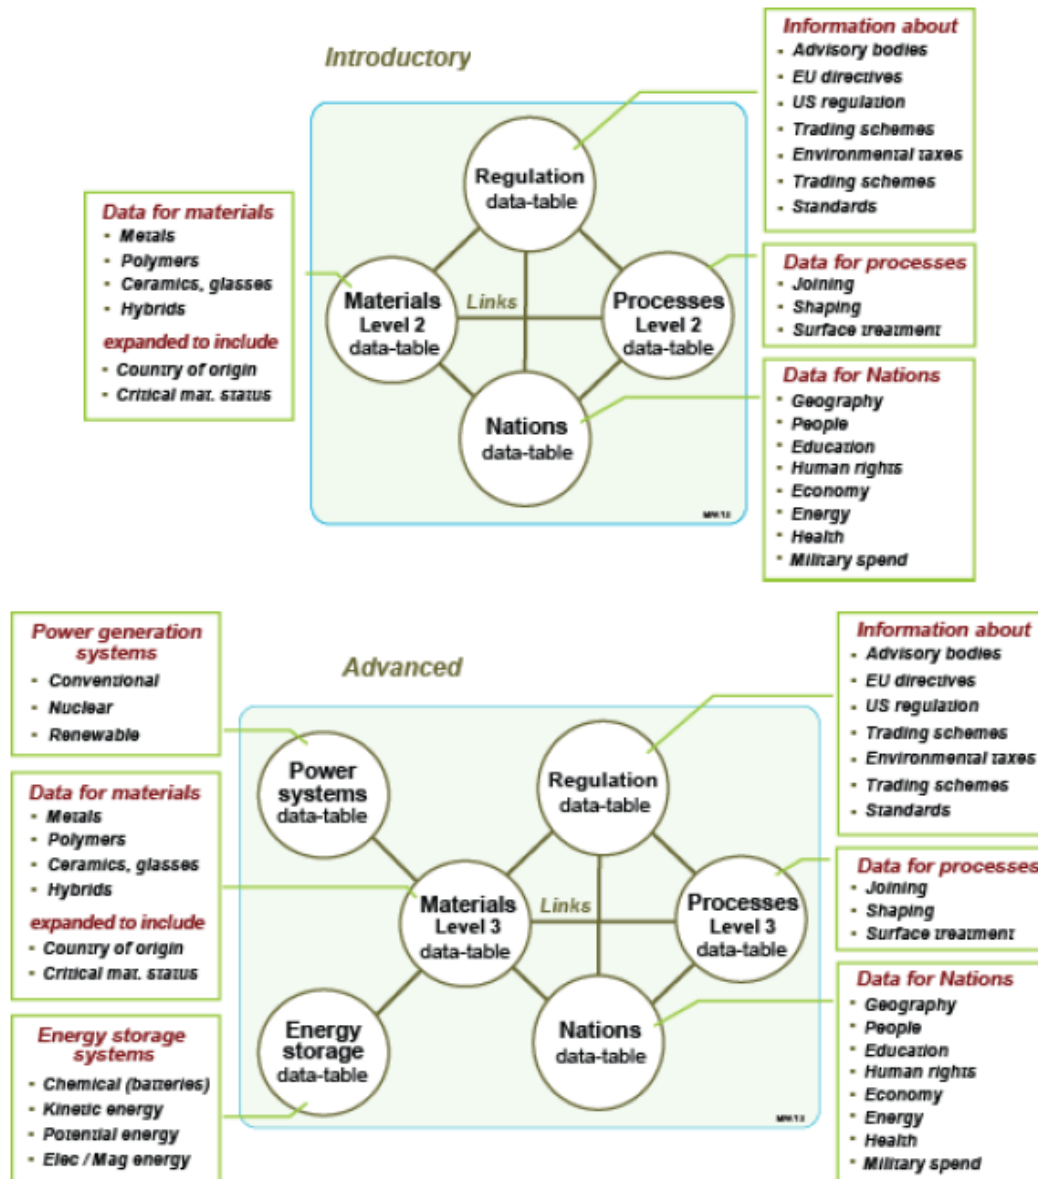 Introductory
Information about
- Advisory bodies
- EU directives
- US regulation
- Trading schemes
- Environmental taxes
- Trading schemes
- Standards
Data for materials
- Metals
- Polymers
- Ceramics, glasses
- Hybrids
expanded to include
- Country of origin
- Critical mat. status
Regulation
data-table
Materials
Level 2
data-table
Links
Processes
Level 2
data-table
Nations
data-table
Data for processes
- Joining
- Shaping
- Surface treatment
Data for Nations
- Geography
- People
- Education
- Human rights
- Economy
- Energy
- Health
- Military spend
Advanced
Power generation
systems
- Conventional
- Nuclear
- Renewable
Data for materials
- Metals
- Polymers
- Ceramics, glasses
- Hybrids
expanded to include
- Country of origin
- Critical mat. status
Energy storage
systems
- Chemical (batteries)
- Kinetic energy
- Potential energy
- Elec / Mag energy
Power
systems
data-table
Regulation
data-table
Materials
Level 3
data-table
Links
Processes
Level 3
data-table
Energy
storage
data-table
Nations
data-table
Information about
- Advisory bodies
- EU directives
- US regulation
- Trading schemes
- Environmental taxes
- Trading schemes
- Standards
Data for processes
- Joining
- Shaping
- Surface treatment
Data for Nations
- Geography
- People
- Education
- Human rights
- Economy
- Energy
- Health
- Military spend